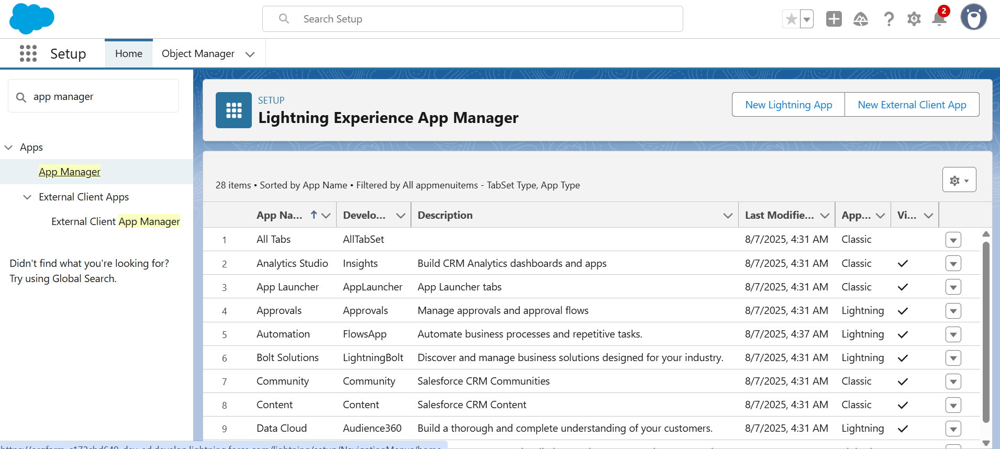 Search Setup
2
Setup
Home
Object Manager
app manager
Apps
App Manager
External Client Apps
External Client App Manager
Didn't find what you're looking for?
Try using Global Search.
SETUP
Lightning Experience App Manager
New Lightning App
New External Client App
28 items • Sorted by App Name • Filtered by All appmenuitems - TabSet Type, App Type
App Na... Develo... Description Last Modifie... App... Vi...
1 All Tabs AllTabSet 8/7/2025, 4:31 AM Classic
2 Analytics Studio Insights Build CRM Analytics dashboards and apps 8/7/2025, 4:31 AM Classic
3 App Launcher AppLauncher App Launcher tabs 8/7/2025, 4:31 AM Classic
4 Approvals Approvals Manage approvals and approval flows 8/7/2025, 4:31 AM Lightning
5 Automation FlowsApp Automate business processes and repetitive tasks. 8/7/2025, 4:37 AM Lightning
6 Bolt Solutions LightningBolt Discover and manage business solutions designed for your industry. 8/7/2025, 4:31 AM Lightning
7 Community Community Salesforce CRM Communities 8/7/2025, 4:31 AM Classic
8 Content Content Salesforce CRM Content 8/7/2025, 4:31 AM Classic
9 Data Cloud Audience360 Build a thorough and complete understanding of your customers. 8/7/2025, 4:31 AM Lightning